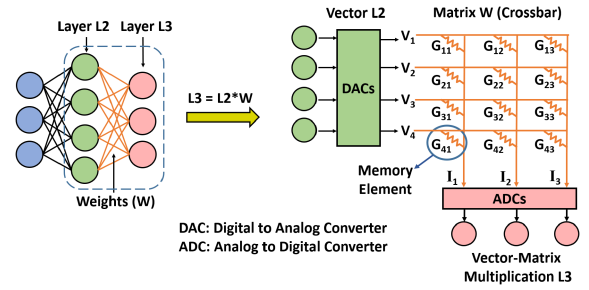 Layer L2
Layer L3
Weights (W)
L3 = L2*W
Vector L2
Matrix W (Crossbar)
DACs
V1
V2
V3
V4
G11
G12
G13
G21
G22
G23
G31
G32
G33
G41
G42
G43
Memory
Element
I1
I2
I3
ADCs
DAC: Digital to Analog Converter
ADC: Analog to Digital Converter
Vector-Matrix
Multiplication L3